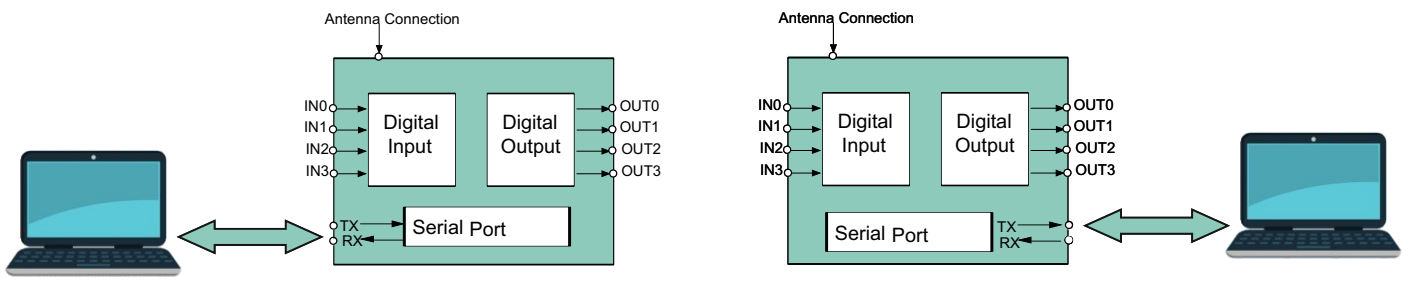 Antenna Connection
IN0
IN1
IN2
IN3
Digital
Input
Digital
Output
OUT0
OUT1
OUT2
OUT3
TX
RX
Serial Port
Antenna Connection
IN0
IN1
IN2
IN3
Digital
Input
Digital
Output
OUT0
OUT1
OUT2
OUT3
Serial Port
TX
RX